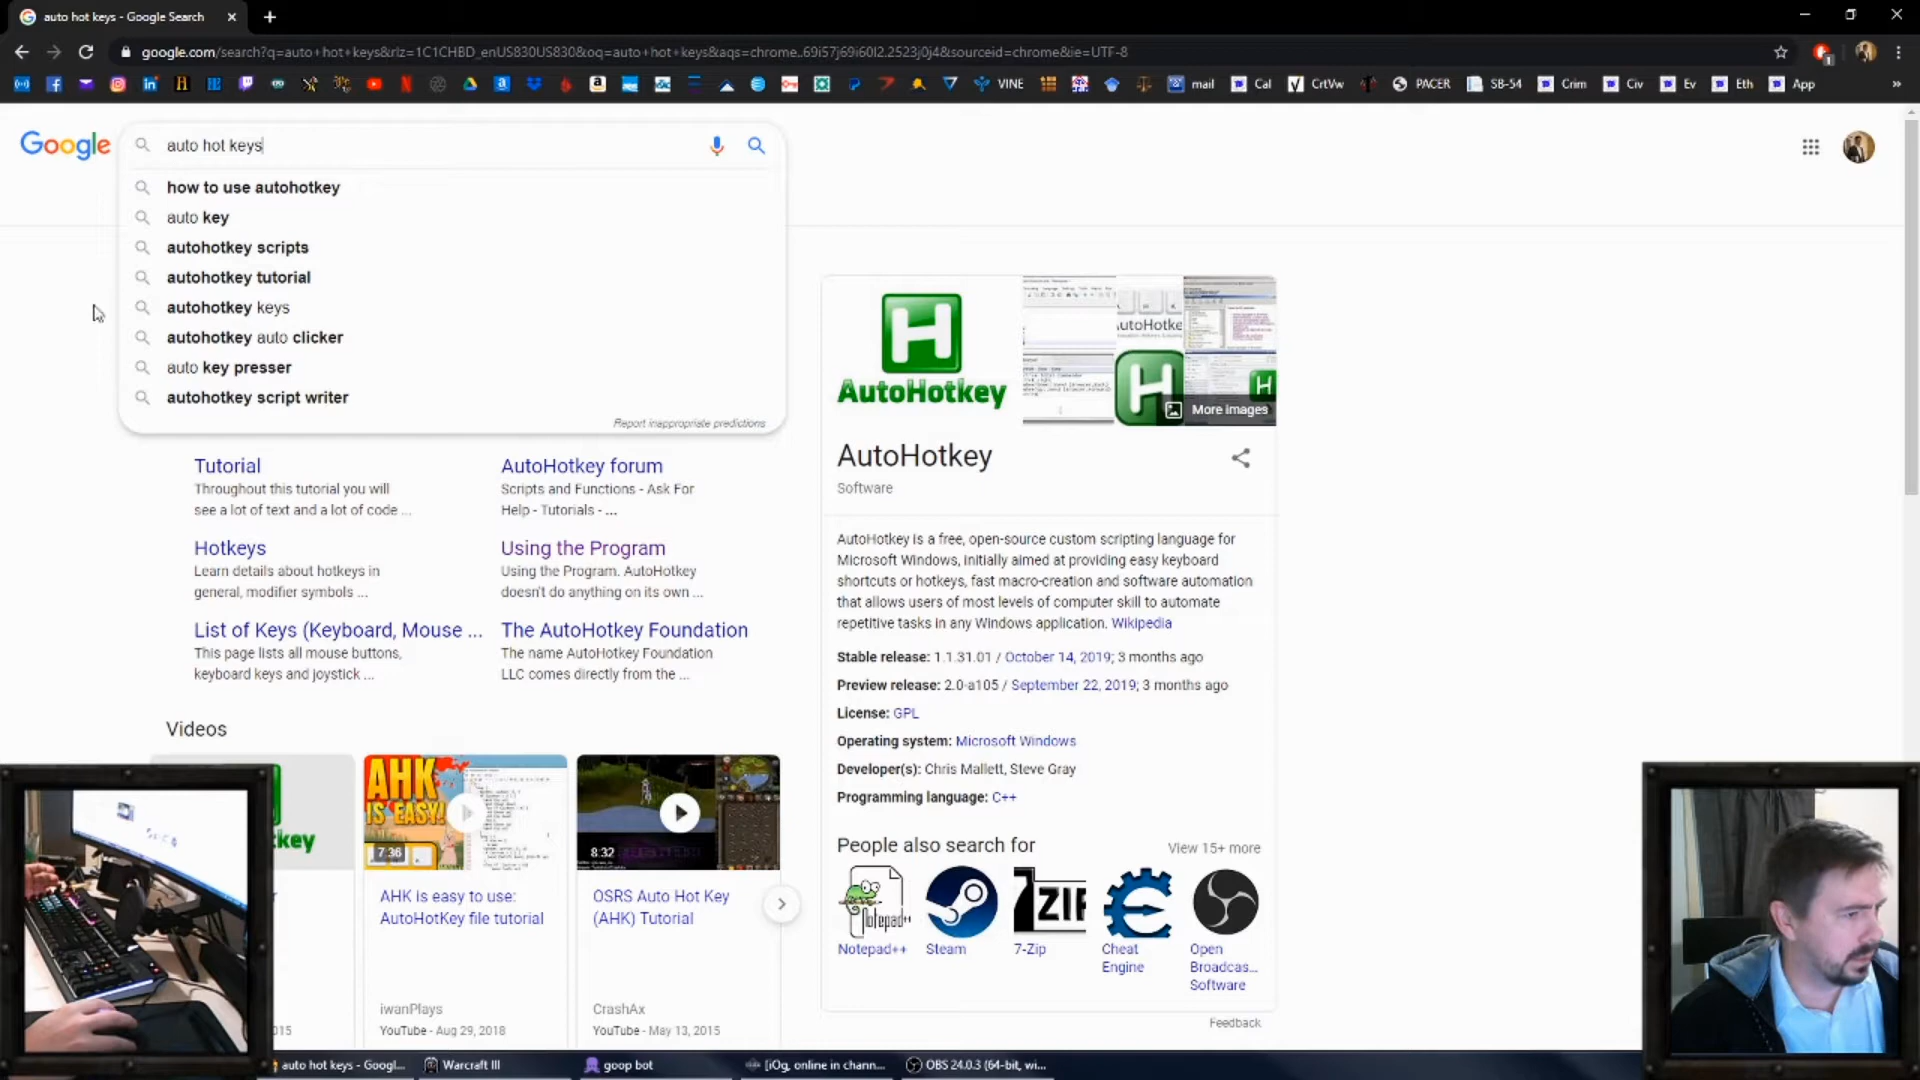 auto hot keys - Google Search
google.com/search?q=auto+hot+keys&rlz=1C1CHBD_enUS830US830&oq=auto+hot+keys&aqs=chrome..69i57j69i60l2.2523j0j4&sourceid=chrome&ie=UTF-8
VINE
mail
Cal
CrtVw
PACER
SB-54
Crim
Civ
Ev
Eth
App
Google
auto hot keys
how to use autohotkey
auto key
autohotkey scripts
autohotkey tutorial
autohotkey keys
autohotkey auto clicker
auto key presser
autohotkey script writer
Report inappropriate predictions
Tutorial
Throughout this tutorial you will
see a lot of text and a lot of code ...
AutoHotkey forum
Scripts and Functions - Ask For
Help - Tutorials - ...
Hotkeys
Learn details about hotkeys in
general, modifier symbols ...
Using the Program
Using the Program. AutoHotkey
doesn't do anything on its own ...
List of Keys (Keyboard, Mouse ...
This page lists all mouse buttons,
keyboard keys and joystick ...
The AutoHotkey Foundation
The name AutoHotkey Foundation
LLC comes directly from the ...
Videos
AHK
IS EASY!
7:36
AHK is easy to use:
AutoHotKey file tutorial
iwanPlays
YouTube - Aug 29, 2018
8:32
OSRS Auto Hot Key
(AHK) Tutorial
CrashAx
YouTube - May 13, 2015
H
AutoHotkey
More images
AutoHotkey
Software
AutoHotkey is a free, open-source custom scripting language for
Microsoft Windows, initially aimed at providing easy keyboard
shortcuts or hotkeys, fast macro-creation and software automation
that allows users of most levels of computer skill to automate
repetitive tasks in any Windows application. Wikipedia
Stable release: 1.1.31.01 / October 14, 2019; 3 months ago
Preview release: 2.0-a105 / September 22, 2019; 3 months ago
License: GPL
Operating system: Microsoft Windows
Developer(s): Chris Mallett, Steve Gray
Programming language: C++
People also search for
View 15+ more
Notepad++
Steam
7-Zip
Cheat
Engine
Open
Broadcas...
Software
Feedback
auto hot keys - Googl...
Warcraft III
goop bot
[iOg, online in chann...
OBS 24.0.3 (64-bit, wi...